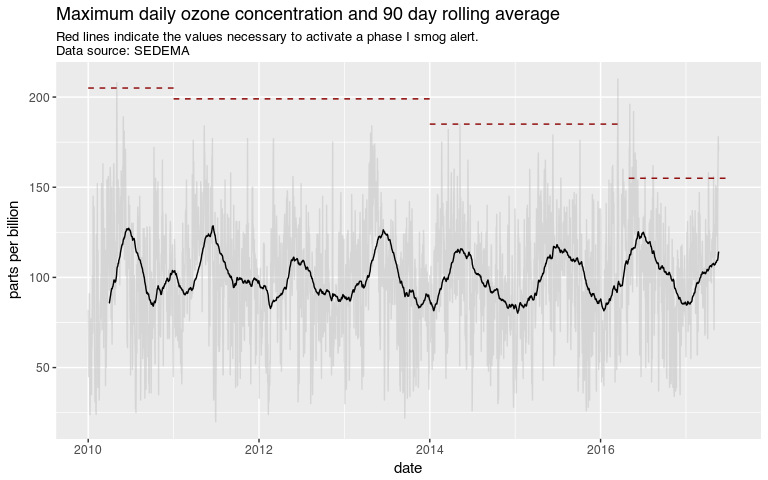 Maximum daily ozone concentration and 90 day rolling average
Red lines indicate the values necessary to activate a phase I smog alert.
Data source: SEDEMA
200
150
100
50
parts per billion
2010
2012
2014
2016
date